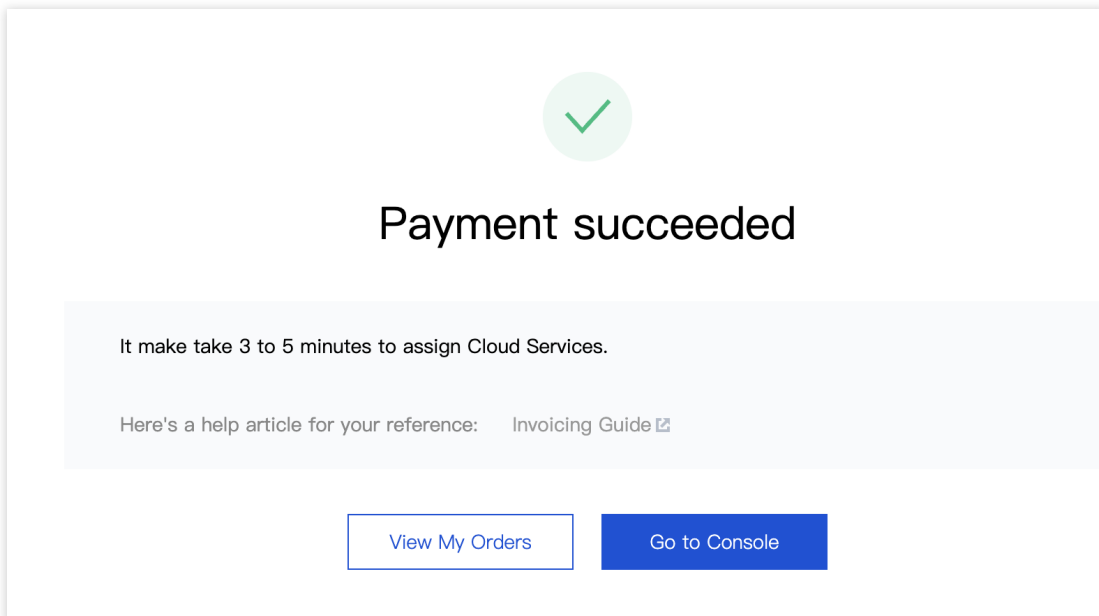 Payment succeeded
It make take 3 to 5 minutes to assign Cloud Services.
Here's a help article for your reference: Invoicing Guide
View My Orders
Go to Console